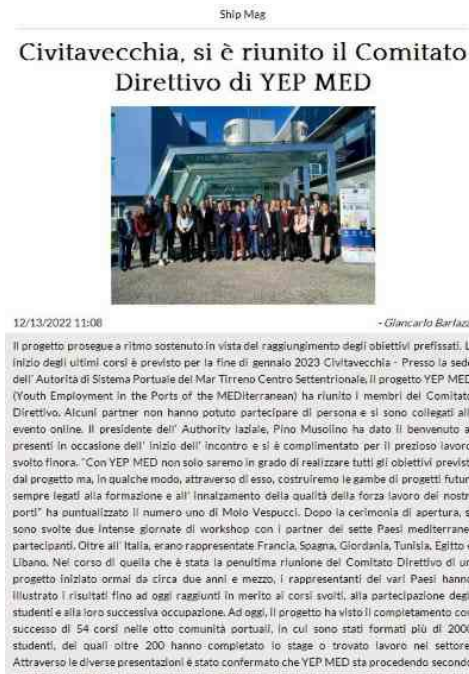 Ship Mag
Civitavecchia, si è riunito il Comitato
Direttivo di YEP MED
12/13/2022 11:08 - Giancarlo Barlazz
Il progetto prosegue a ritmo sostenuto in vista del raggiungimento degli obiettivi prefissati. L
inizio degli ultimi corsi è previsto per la fine di gennaio 2023 Civitavecchia - Presso la sede
dell' Autorità di Sistema Portuale del Mar Tirreno Centro Settentrionale, il progetto YEP MED
(Youth Employment in the Ports of the MEDiterranean) ha riunito i membri del Comitato
Direttivo. Alcuni partner non hanno potuto partecipare di persona e si sono collegati all
evento online. Il presidente dell' Authority laziale, Pino Musolino ha dato il benvenuto ai
presenti in occasione dell' inizio dell' incontro e si è complimentato per il prezioso lavoro
svolto finora. "Con YEP MED non solo saremo in grado di realizzare tutti gli obiettivi previsti
dal progetto ma, in qualche modo, attraverso di esso, costruiremo le gambe di progetti futuri
sempre legati alla formazione e all' innalzamento della qualità della forza lavoro dei nostri
porti" ha puntualizzato il numero uno di Molo Vespucci. Dopo la cerimonia di apertura, s
sono svolte due intense giornate di workshop con i partner dei sette Paesi mediterranei
partecipanti. Oltre all' Italia, erano rappresentate Francia, Spagna, Giordania, Tunisia, Egitto e
Libano. Nel corso di quella che è stata la penultima riunione del Comitato Direttivo di un
progetto iniziato ormai da circa due anni e mezzo, i rappresentanti dei vari Paesi hanno
illustrato i risultati fino ad oggi raggiunti in merito ai corsi svolti, alla partecipazione degli
studenti e alla loro successiva occupazione. Ad oggi, il progetto ha visto il completamento con
successo di 54 corsi nelle otto comunità portuali, in cui sono stati formati più di 2000
studenti, dei quali oltre 200 hanno completato lo stage o trovato lavoro nel settore.
Attraverso le diverse presentazioni è stato confermato che YEP MED sta procedendo secondo